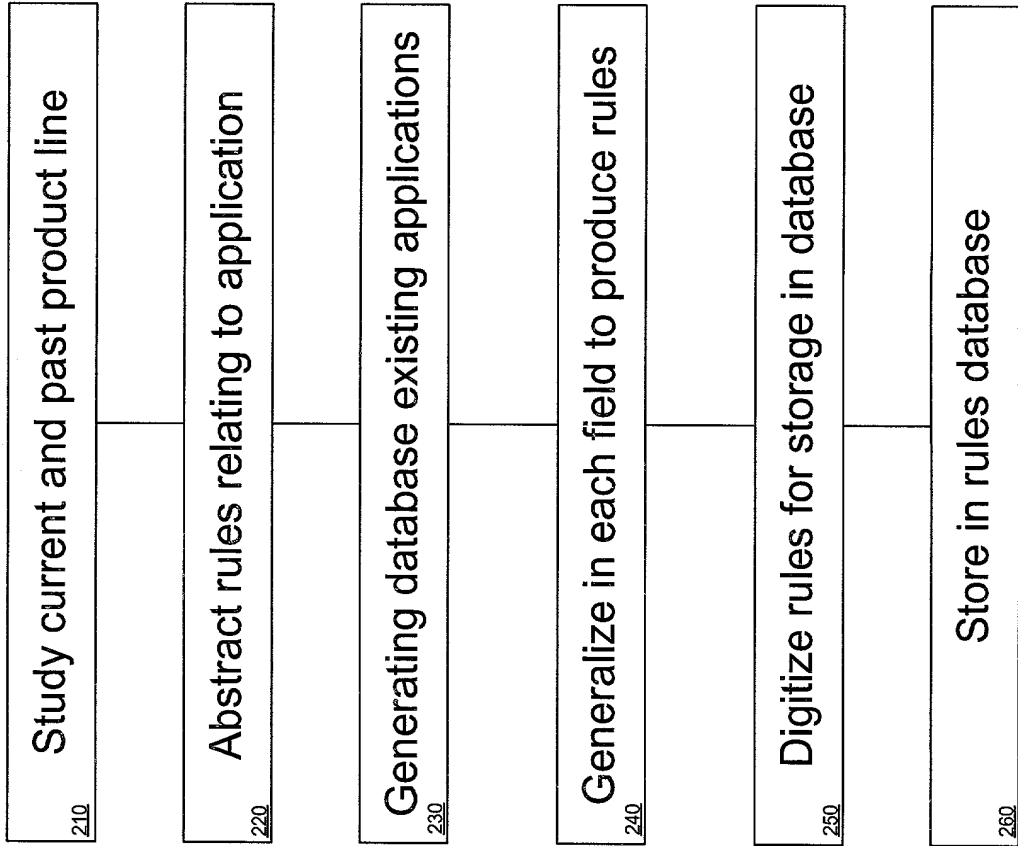 Study current and past product line
210
Abstract rules relating to application
220
Generating database existing applications
230
Generalize in each field to produce rules
240
Digitize rules for storage in database
250
Store in rules database
260